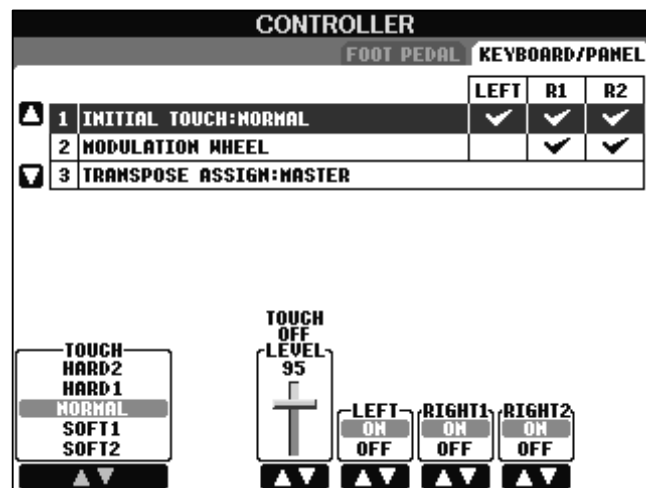 CONTROLLER
FOOT PEDAL KEYBOARD/PANEL
LEFT R1 R2
1 INITIAL TOUCH:NORMAL
2 MODULATION WHEEL
3 TRANSPOSE ASSIGN:MASTER
TOUCH
HARD2
HARD1
NORMAL
SOFT1
SOFT2
TOUCH
OFF
LEVEL
95
LEFT
ON
OFF
RIGHT1
ON
OFF
RIGHT2
ON
OFF